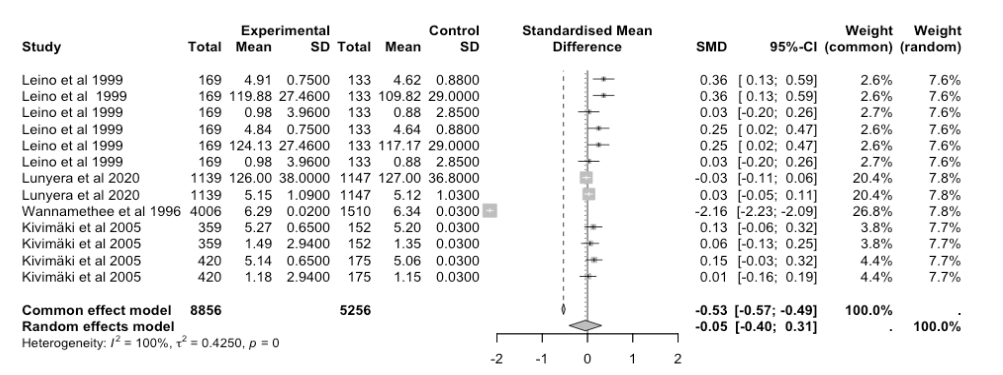 Experimental Control Standardised Mean Weight Weight
Study Total Mean SD Total Mean SD Difference SMD 95%-CI (common) (random)
Leino et al 1999 169 4.91 0.7500 133 4.62 0.8800 0.36 [ 0.13; 0.59] 2.6% 7.6%
Leino et al 1999 169 119.88 27.4600 133 109.82 29.0000 0.36 [ 0.13; 0.59] 2.6% 7.6%
Leino et al 1999 169 0.98 3.9600 133 0.88 2.8500 0.03 [-0.20; 0.26] 2.7% 7.6%
Leino et al 1999 169 4.84 0.7500 133 4.64 0.8800 0.25 [ 0.02; 0.47] 2.6% 7.6%
Leino et al 1999 169 124.13 27.4600 133 117.17 29.0000 0.25 [ 0.02; 0.47] 2.6% 7.6%
Leino et al 1999 169 0.98 3.9600 133 0.88 2.8500 0.03 [-0.20; 0.26] 2.7% 7.6%
Lunyera et al 2020 1139 126.00 38.0000 1147 127.00 36.8000 -0.03 [-0.11; 0.06] 20.4% 7.8%
Lunyera et al 2020 1139 5.15 1.0900 1147 5.12 1.0300 0.03 [-0.05; 0.11] 20.4% 7.8%
Wannamethee et al 1996 4006 6.29 0.0200 1510 6.34 0.0300 -2.16 [-2.23; -2.09] 26.8% 7.8%
Kivimäki et al 2005 359 5.27 0.6500 152 5.20 0.0300 0.13 [-0.06; 0.32] 3.8% 7.7%
Kivimäki et al 2005 359 1.49 2.9400 152 1.35 0.0300 0.06 [-0.13; 0.25] 3.8% 7.7%
Kivimäki et al 2005 420 5.14 0.6500 175 5.06 0.0300 0.15 [-0.03; 0.32] 4.4% 7.7%
Kivimäki et al 2005 420 1.18 2.9400 175 1.15 0.0300 0.01 [-0.16; 0.19] 4.4% 7.7%
Common effect model 8856 5256 -0.53 [-0.57; -0.49] 100.0% .
Random effects model -0.05 [-0.40; 0.31] . 100.0%
Heterogeneity: I² = 100%, τ² = 0.4250, p = 0
-2 -1 0 1 2